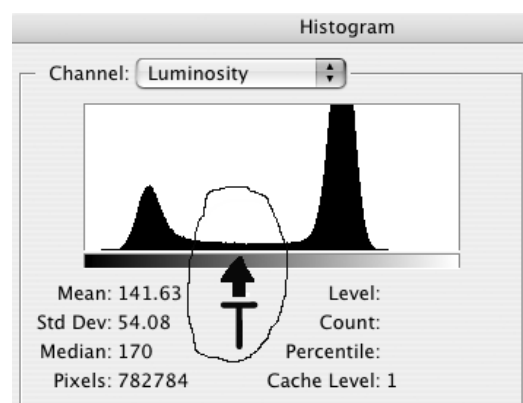 Histogram
Channel: Luminosity
T
Mean: 141.63 Level:
Std Dev: 54.08 Count:
Median: 170 Percentile:
Pixels: 782784 Cache Level: 1